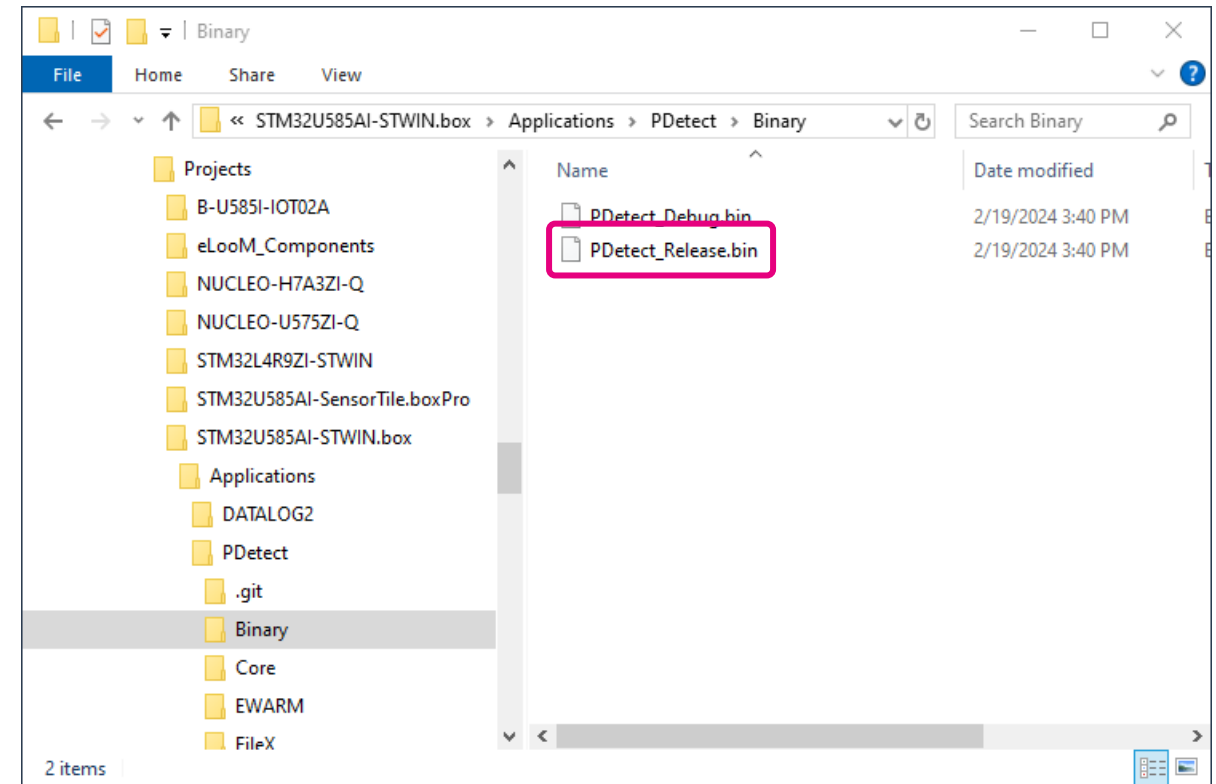 Binary
File Home Share View
« STM32U585AI-STWIN.box › Applications › PDetect › Binary
Search Binary
Name Date modified T
PDetect_Debug.bin 2/19/2024 3:40 PM
PDetect_Release.bin 2/19/2024 3:40 PM
Projects
B-U585I-IOT02A
eLooM_Components
NUCLEO-H7A3ZI-Q
NUCLEO-U575ZI-Q
STM32L4R9ZI-STWIN
STM32U585AI-SensorTile.boxPro
STM32U585AI-STWIN.box
Applications
DATALOG2
PDetect
.git
Binary
Core
EWARM
FileX
2 items